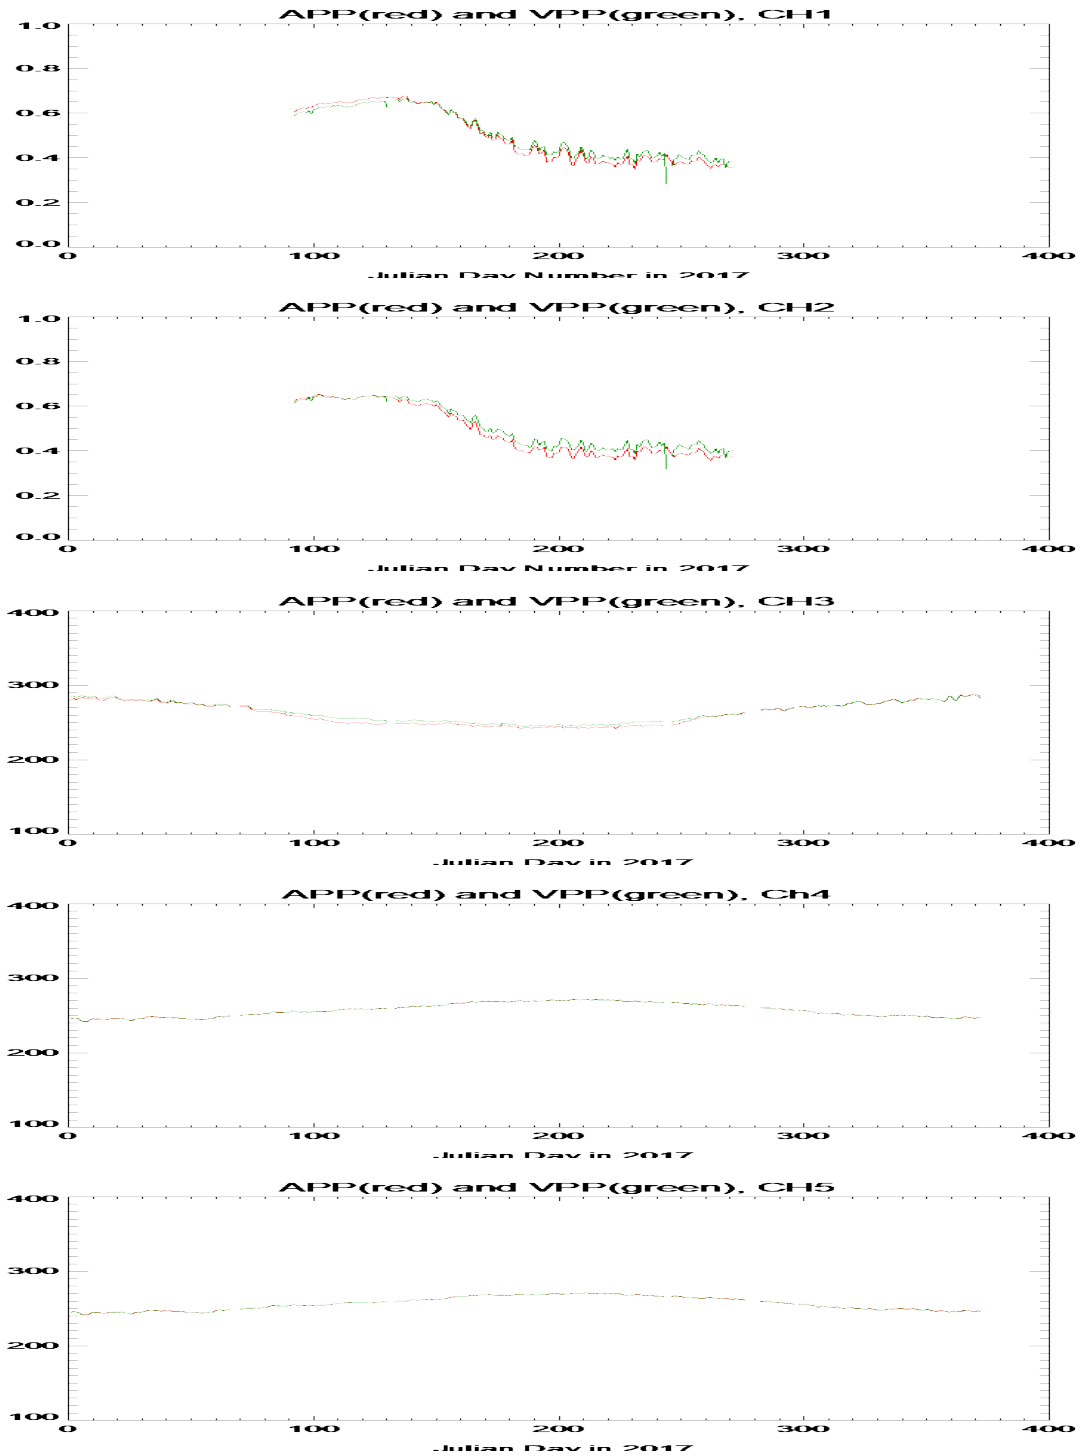 APP(red) and VPP(green), CH1
1.0
0.8
0.6
0.4
0.2
0.0
0 100 200 300 400
Julian Day Number in 2017
APP(red) and VPP(green), CH2
1.0
0.8
0.6
0.4
0.2
0.0
0 100 200 300 400
Julian Day Number in 2017
APP(red) and VPP(green), CH3
400
300
200
100
0 100 200 300 400
Julian Day in 2017
APP(red) and VPP(green), Ch4
400
300
200
100
0 100 200 300 400
Julian Day in 2017
APP(red) and VPP(green), CH5
400
300
200
100
0 100 200 300 400
Julian Day in 2017